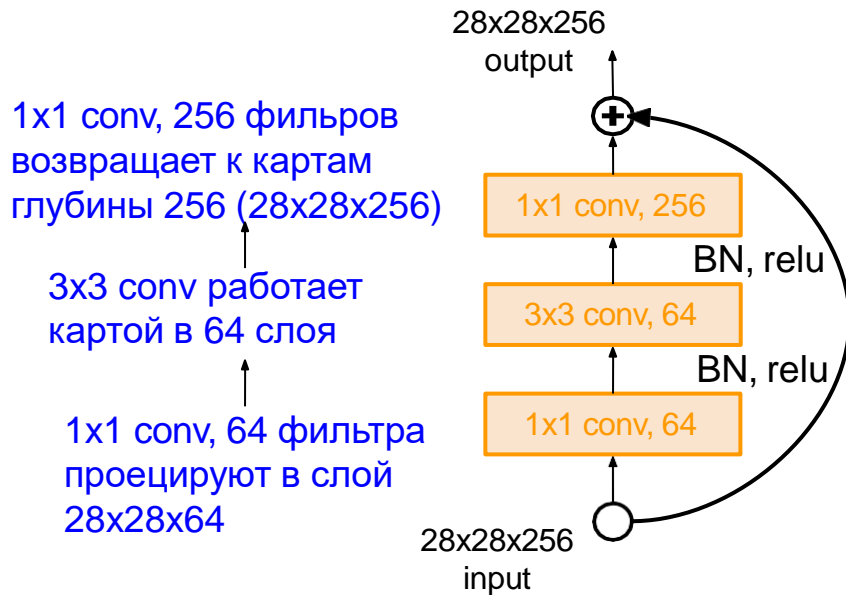 1x1 conv, 256 фильров
возвращает к картам
глубины 256 (28x28x256)
3x3 conv работает
картой в 64 слоя
1x1 conv, 64 фильтра
проецируют в слой
28x28x64
28x28x256
output
1x1 conv, 256
BN, relu
3x3 conv, 64
BN, relu
1x1 conv, 64
28x28x256
input